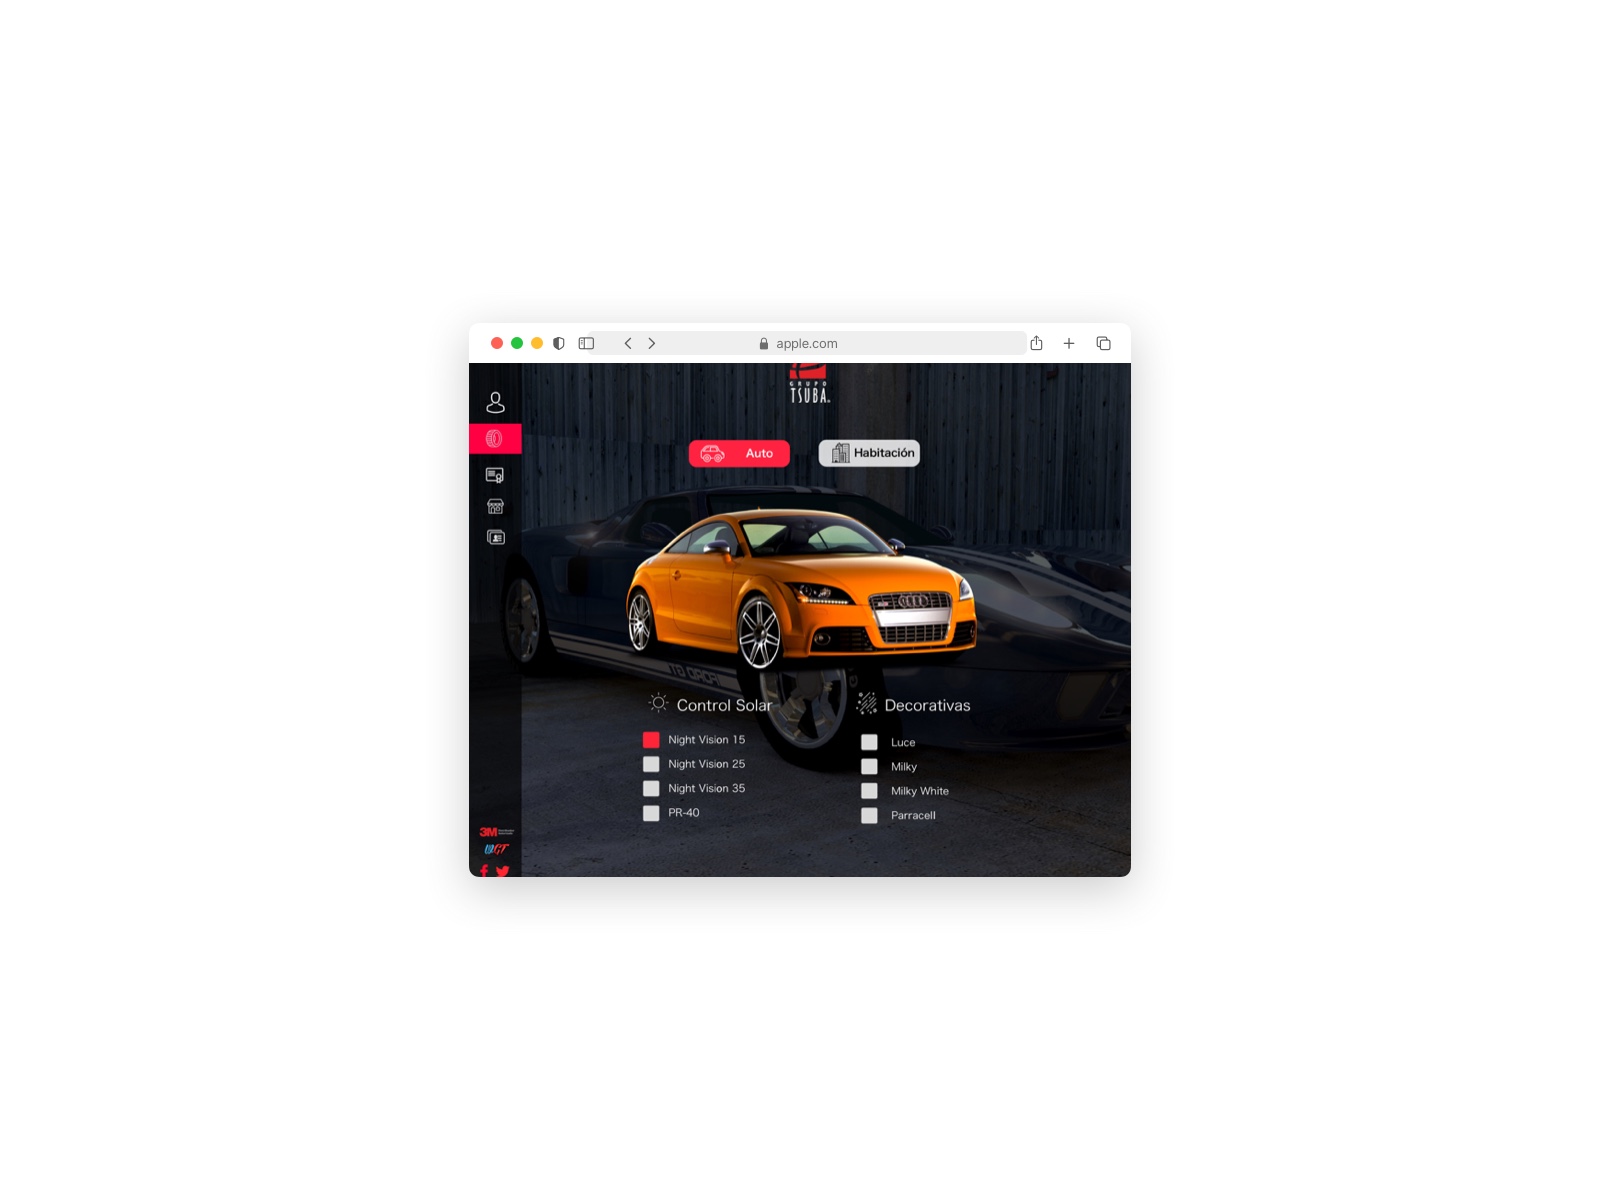 apple.com
GRUPO
TSUBA
Auto
Habitación
Control Solar
Night Vision 15
Night Vision 25
Night Vision 35
PR-40
Decorativas
Luce
Milky
Milky White
Parracell
3M